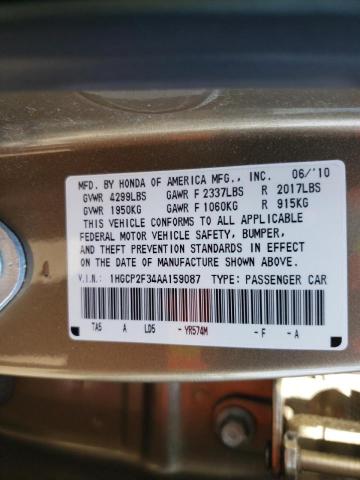 MFD. BY HONDA OF AMERICA MFG., INC. 06/'10
GVWR 4299LBS GAWR F 2337LBS R 2017LBS
GVWR 1950KG GAWR F 1060KG R 915KG
THIS VEHICLE CONFORMS TO ALL APPLICABLE
FEDERAL MOTOR VEHICLE SAFETY, BUMPER,
AND THEFT PREVENTION STANDARDS IN EFFECT
ON THE DATE OF MANUFACTURE SHOWN ABOVE.
V.I.N.: 1HGCP2F34AA159087 TYPE: PASSENGER CAR
TA5 A LD5 -YR574M -F -A